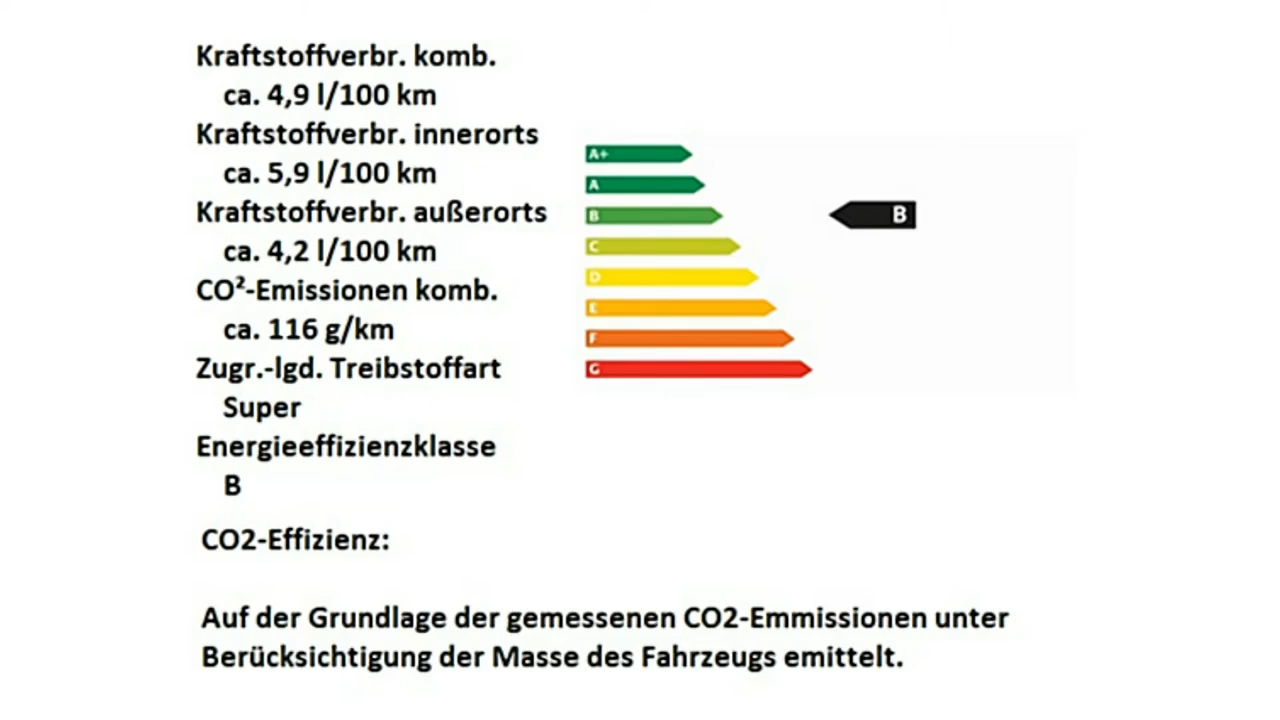 Kraftstoffverbr. komb.
ca. 4,9 l/100 km
Kraftstoffverbr. innerorts
ca. 5,9 l/100 km
Kraftstoffverbr. außerorts
ca. 4,2 l/100 km
CO²-Emissionen komb.
ca. 116 g/km
Zugr.-lgd. Treibstoffart
Super
Energieeffizienzklasse
B
A+
A
B
B
C
D
E
F
G
CO2-Effizienz:
Auf der Grundlage der gemessenen CO2-Emmissionen unter
Berücksichtigung der Masse des Fahrzeugs emittelt.